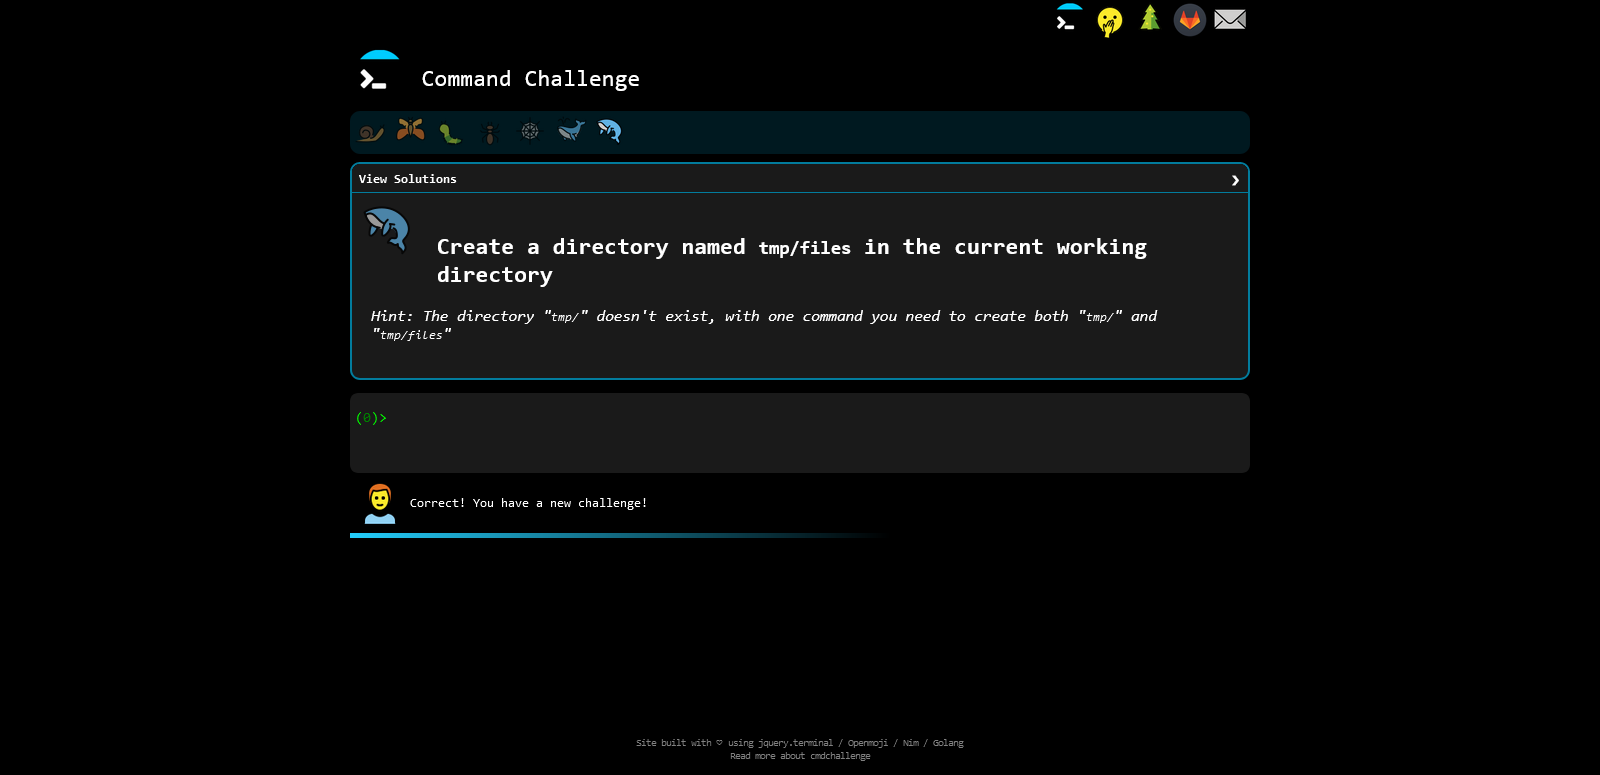 Command Challenge
View Solutions
Create a directory named tmp/files in the current working
directory
Hint: The directory "tmp/" doesn't exist, with one command you need to create both "tmp/" and
"tmp/files"
(0)>
Correct! You have a new challenge!
Site built with ♡ using jquery.terminal / Openmoji / Nim / Golang
Read more about cmdchallenge